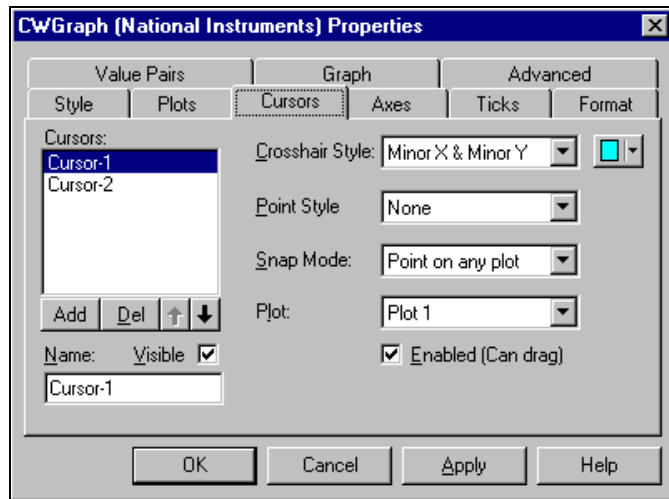 CWGraph (National Instruments) Properties
Value Pairs Graph Advanced
Style Plots Cursors Axes Ticks Format
Cursors:
Cursor-1
Cursor-2
Add Del
Name: Visible
Cursor-1
Crosshair Style: Minor X & Minor Y
Point Style None
Snap Mode: Point on any plot
Plot: Plot 1
Enabled (Can drag)
OK Cancel Apply Help